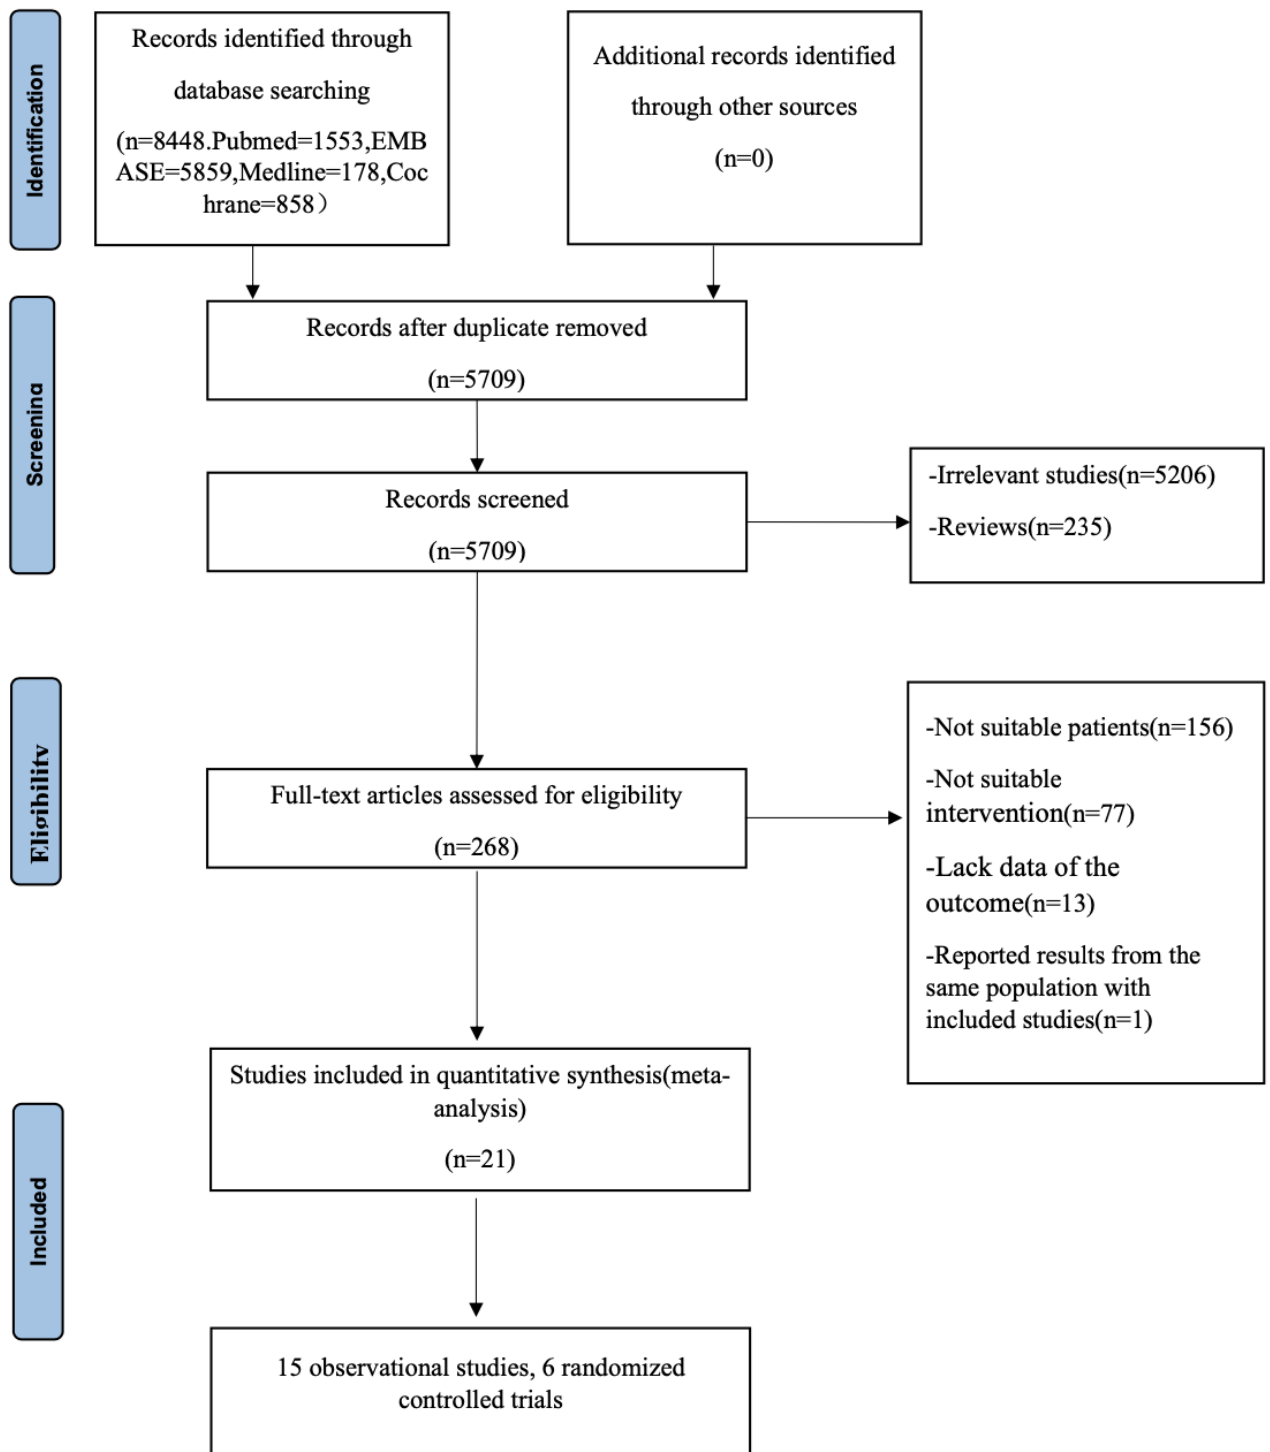 Identification
Records identified through
database searching
(n=8448.Pubmed=1553,EMB
ASE=5859,Medline=178,Coc
hrane=858）
Additional records identified
through other sources
(n=0)
Screening
Records after duplicate removed
(n=5709)
Records screened
(n=5709)
-Irrelevant studies(n=5206)
-Reviews(n=235)
Eligibility
Full-text articles assessed for eligibility
(n=268)
-Not suitable patients(n=156)
-Not suitable
intervention(n=77)
-Lack data of the
outcome(n=13)
-Reported results from the
same population with
included studies(n=1)
Included
Studies included in quantitative synthesis(meta-
analysis)
(n=21)
15 observational studies, 6 randomized
controlled trials